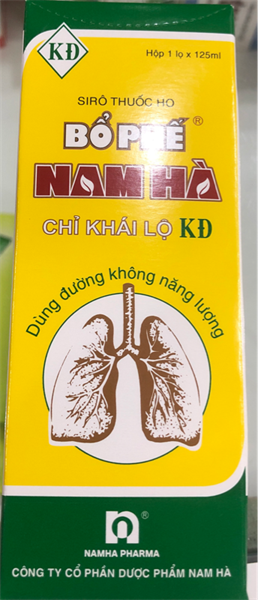 KĐ
Hộp 1 lọ x 125ml
SIRÔ THUỐC HO
BỔ PHẾ ®
NAM HÀ
CHỈ KHÁI LỘ KĐ
Dùng đường không năng lượng
n ®
NAMHA PHARMA
CÔNG TY CỔ PHẦN DƯỢC PHẨM NAM HÀ